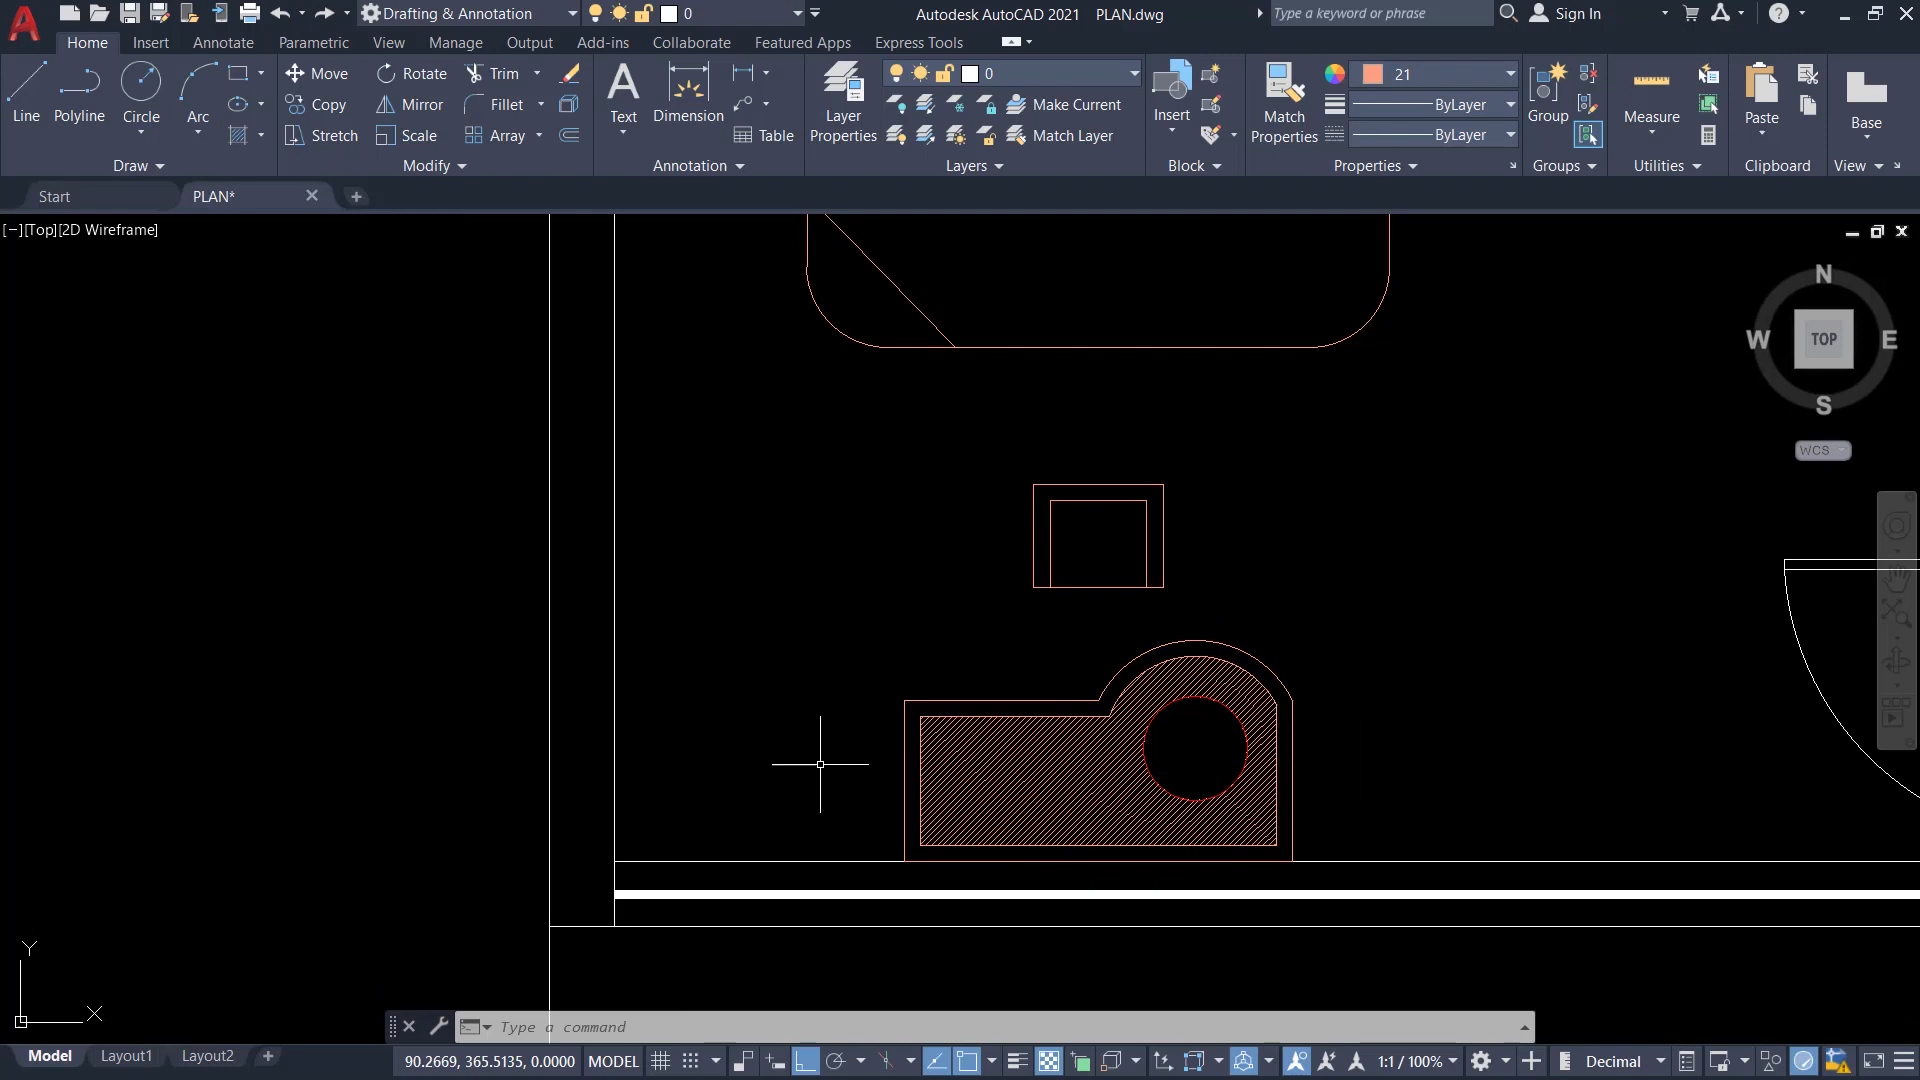 Drafting & Annotation 0 Autodesk AutoCAD 2021 PLAN.dwg Type a keyword or phrase Sign In
Home Insert Annotate Parametric View Manage Output Add-ins Collaborate Featured Apps Express Tools
Line Polyline Circle Arc Move Rotate Trim Text Dimension Layer Properties 0 Insert Match Properties 21 Group Measure Paste Base
Copy Mirror Fillet Make Current ByLayer
Stretch Scale Array Table Match Layer ByLayer
Draw Modify Annotation Layers Block Properties Groups Utilities Clipboard View
Start PLAN*
[−][Top][2D Wireframe]
N
W TOP E
S
WCS
Y
X
Type a command
Model Layout1 Layout2
90.2669, 365.5135, 0.0000 MODEL 1:1 / 100% Decimal